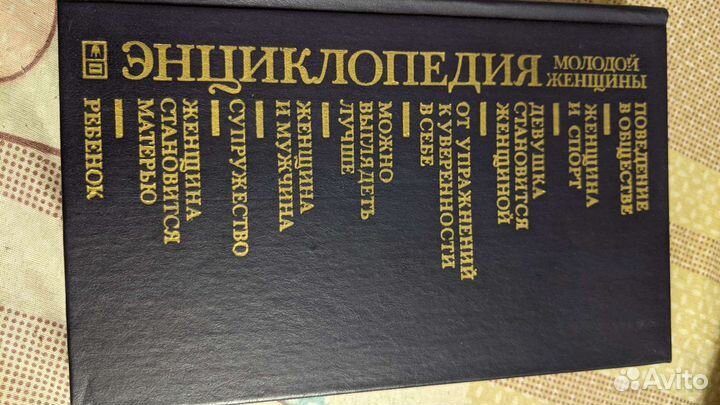 ЭНЦИКЛОПЕДИЯ
МОЛОДОЙ
ЖЕНЩИНЫ
ПОВЕДЕНИЕ
В ОБЩЕСТВЕ
ЖЕНЩИНА
И СПОРТ
ДЕВУШКА
СТАНОВИТСЯ
ЖЕНЩИНОЙ
ОТ УПРАЖНЕНИЙ
К УВЕРЕННОСТИ
В СЕБЕ
МОЖНО
ВЫГЛЯДЕТЬ
ЛУЧШЕ
ЖЕНЩИНА
И МУЖЧИНА
СУПРУЖЕСТВО
ЖЕНЩИНА
СТАНОВИТСЯ
МАТЕРЬЮ
РЕБЕНОК
Avito